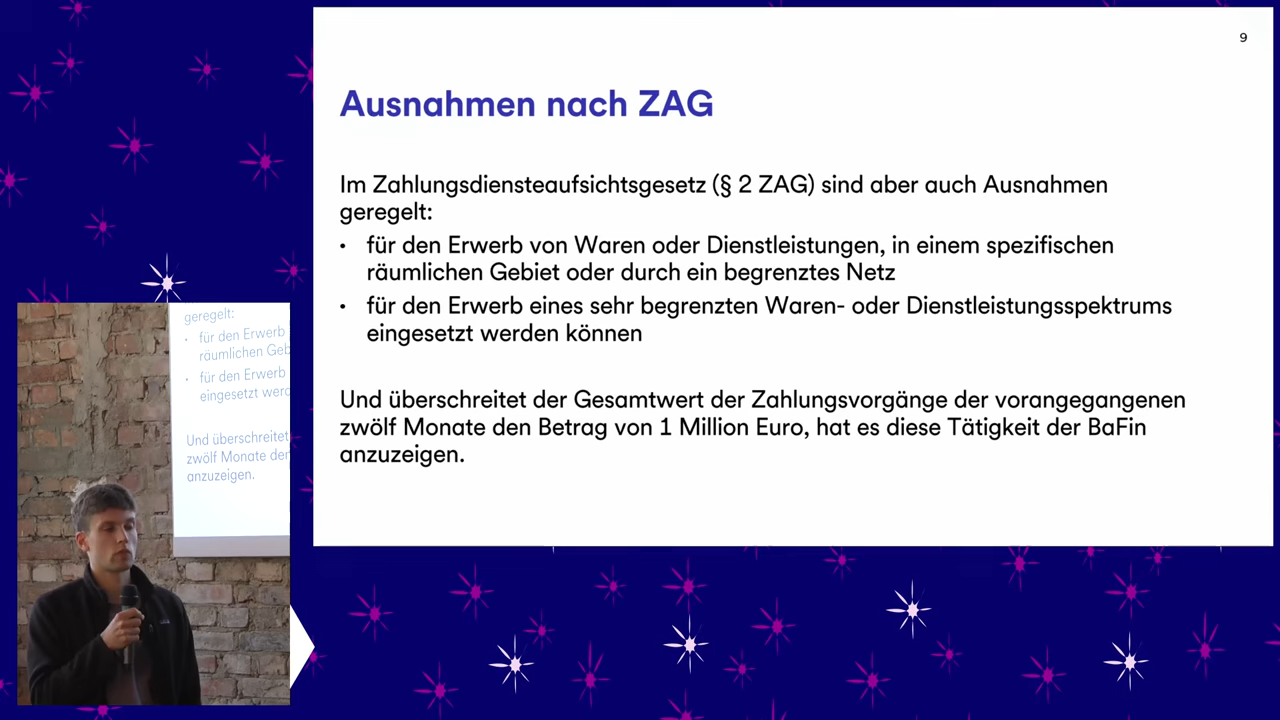 9
Ausnahmen nach ZAG
Im Zahlungsdiensteaufsichtsgesetz (§ 2 ZAG) sind aber auch Ausnahmen
geregelt:
• für den Erwerb von Waren oder Dienstleistungen, in einem spezifischen
räumlichen Gebiet oder durch ein begrenztes Netz
• für den Erwerb eines sehr begrenzten Waren- oder Dienstleistungsspektrums
eingesetzt werden können
Und überschreitet der Gesamtwert der Zahlungsvorgänge der vorangegangenen
zwölf Monate den Betrag von 1 Million Euro, hat es diese Tätigkeit der BaFin
anzuzeigen.
geregelt:
• für den Erwerb
räumlichen Geb
• für den Erwerb
eingesetzt werd
Und überschreitet
zwölf Monate den
anzuzeigen.